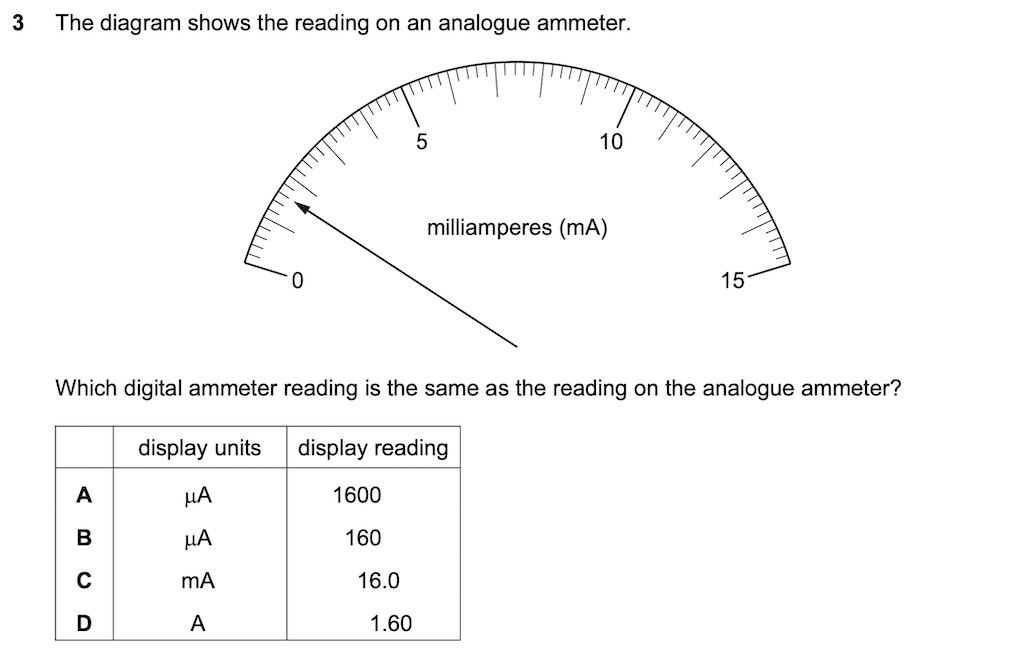 3 The diagram shows the reading on an analogue ammeter.
5 10
milliamperes (mA)
0 15
Which digital ammeter reading is the same as the reading on the analogue ammeter?
display units display reading
A μA 1600
B μA 160
C mA 16.0
D A 1.60